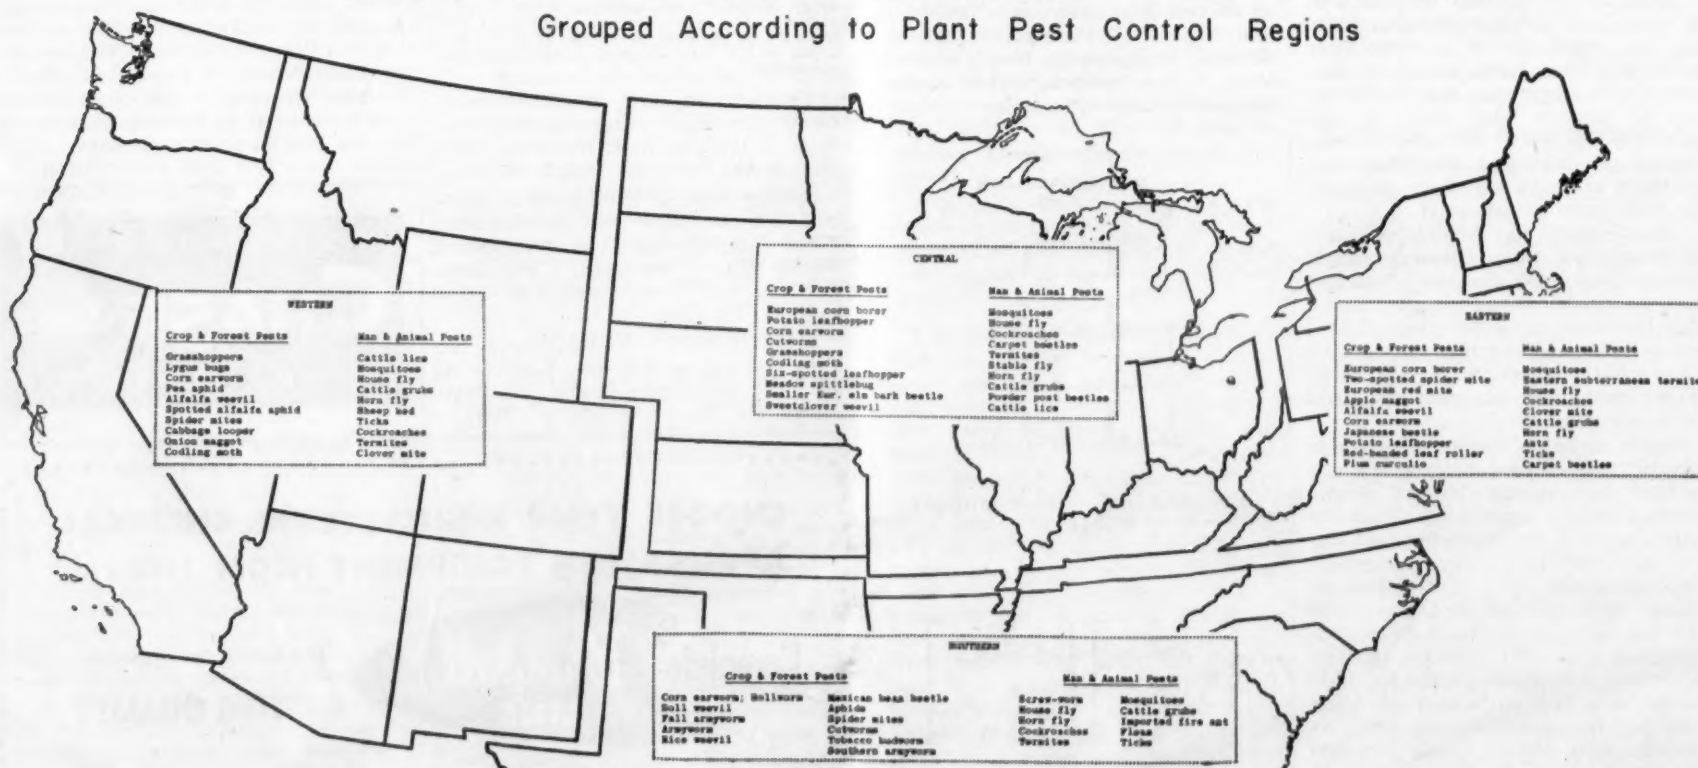 Grouped According to Plant Pest Control Regions
WESTERN
Crop & Forest Pests
Grasshoppers
Lygus bugs
Corn earworm
Pea aphid
Alfalfa weevil
Spotted alfalfa aphid
Spider mites
Cabbage looper
Onion maggot
Codling moth
Man & Animal Pests
Cattle lice
Mosquitoes
House fly
Cattle grubs
Horn fly
Sheep ked
Ticks
Cockroaches
Termites
Clover mite
CENTRAL
Crop & Forest Pests
European corn borer
Potato leafhopper
Corn earworm
Cutworms
Grasshoppers
Codling moth
Six-spotted leafhopper
Meadow spittlebug
Smaller Eur. elm bark beetle
Sweetclover weevil
Man & Animal Pests
Mosquitoes
House fly
Cockroaches
Carpet beetles
Termites
Stable fly
Horn fly
Cattle grubs
Powder post beetles
Cattle lice
EASTERN
Crop & Forest Pests
European corn borer
Two-spotted spider mite
European red mite
Apple maggot
Alfalfa weevil
Corn earworm
Japanese beetle
Potato leafhopper
Red-banded leaf roller
Plum curculio
Man & Animal Pests
Mosquitoes
Eastern subterranean termite
House fly
Cockroaches
Clover mite
Cattle grubs
Horn fly
Ants
Ticks
Carpet beetles
SOUTHERN
Crop & Forest Pests
Corn earworm; Bollworm
Boll weevil
Fall armyworm
Armyworm
Rice weevil
Mexican bean beetle
Aphids
Spider mites
Cutworms
Tobacco budworm
Southern armyworm
Man & Animal Pests
Screw-worm
House fly
Horn fly
Cockroaches
Termites
Mosquitoes
Cattle grubs
Imported fire ant
Fleas
Ticks